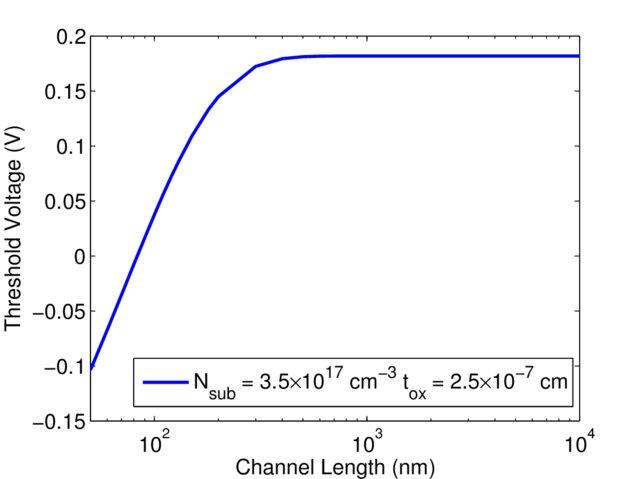 0.2
0.15
0.1
0.05
0
−0.05
−0.1
−0.15
Threshold Voltage (V)
N_sub = 3.5×10^17 cm^−3 t_ox = 2.5×10^−7 cm
10^2 10^3 10^4
Channel Length (nm)